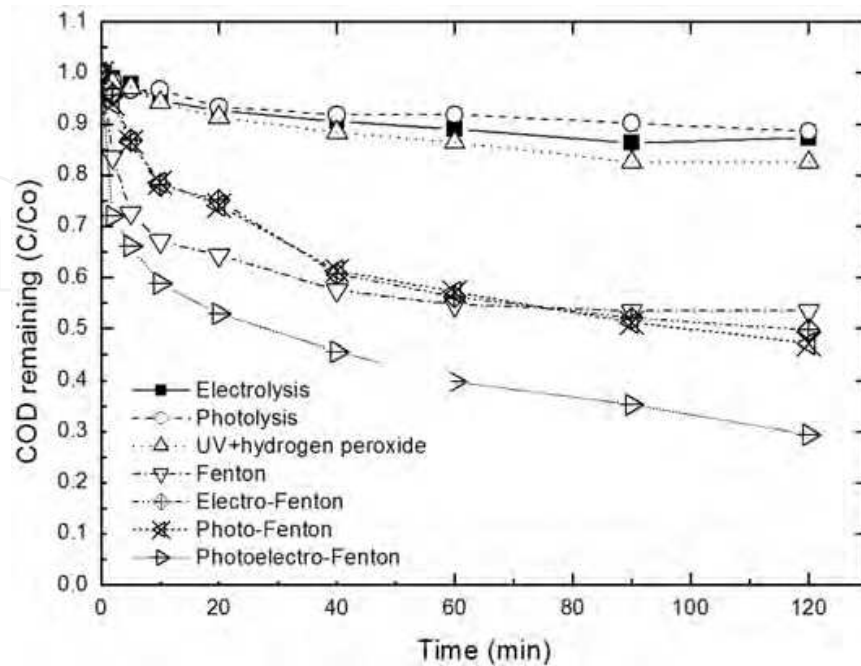 COD remaining (C/Co)
1.1
1.0
0.9
0.8
0.7
0.6
0.5
0.4
0.3
0.2
0.1
0.0
Electrolysis
Photolysis
UV+hydrogen peroxide
Fenton
Electro-Fenton
Photo-Fenton
Photoelectro-Fenton
0 20 40 60 80 100 120
Time (min)